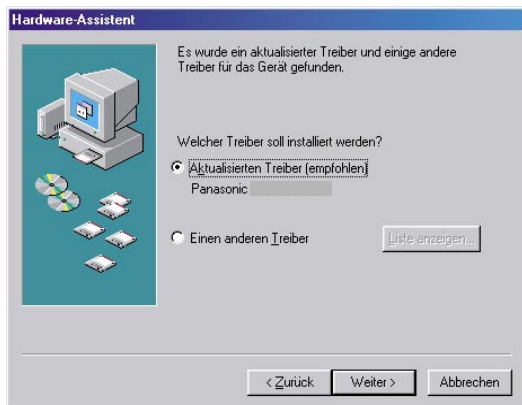 Hardware-Assistent
Es wurde ein aktualisierter Treiber und einige andere
Treiber für das Gerät gefunden.
Welcher Treiber soll installiert werden?
Aktualisierten Treiber (empfohlen)
Panasonic
Einen anderen Treiber
Liste anzeigen...
< Zurück
Weiter >
Abbrechen